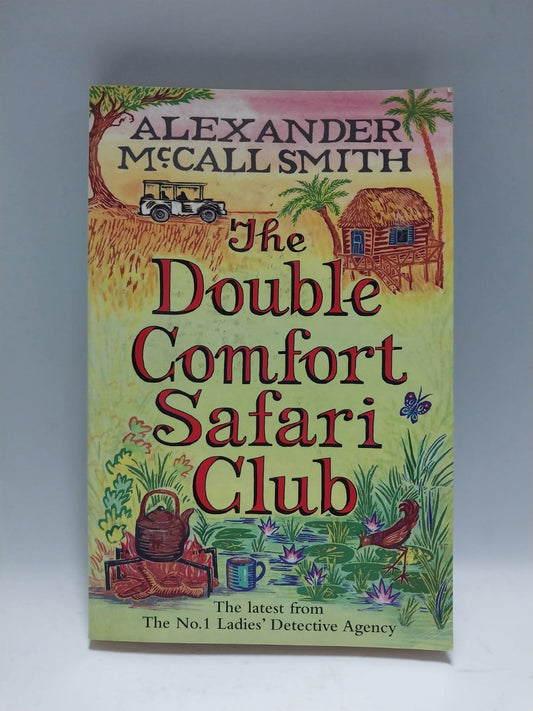 ALEXANDER
McCALL SMITH
The
Double
Comfort
Safari
Club
The latest from
The No.1 Ladies' Detective Agency